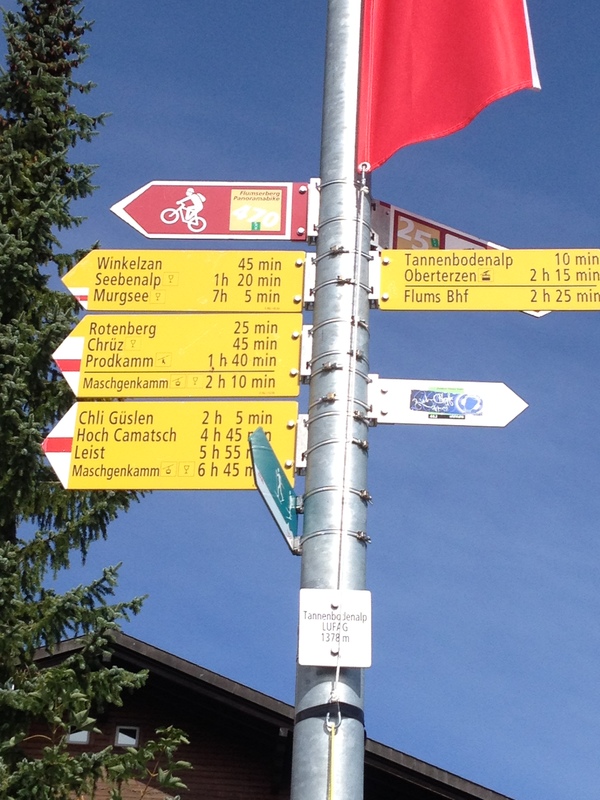 Flumserberg
Panoramabike
420
25
Winkelzan 45 min
Seebenalp 1h 20 min
Murgsee 7h 5 min
Tannenbodenalp 10 min
Oberterzen 2 h 15 min
Flums Bhf 2 h 25 min
Rotenberg 25 min
Chrüz 45 min
Prodkamm 1 h 40 min
Maschgenkamm 2 h 10 min
Chli Güslen 2 h 5 min
Hoch Camatsch 4 h 45 min
Leist 5 h 55
Maschgenkamm 6 h 45 m
Tannenbodenalp
LUFAG
1378 m